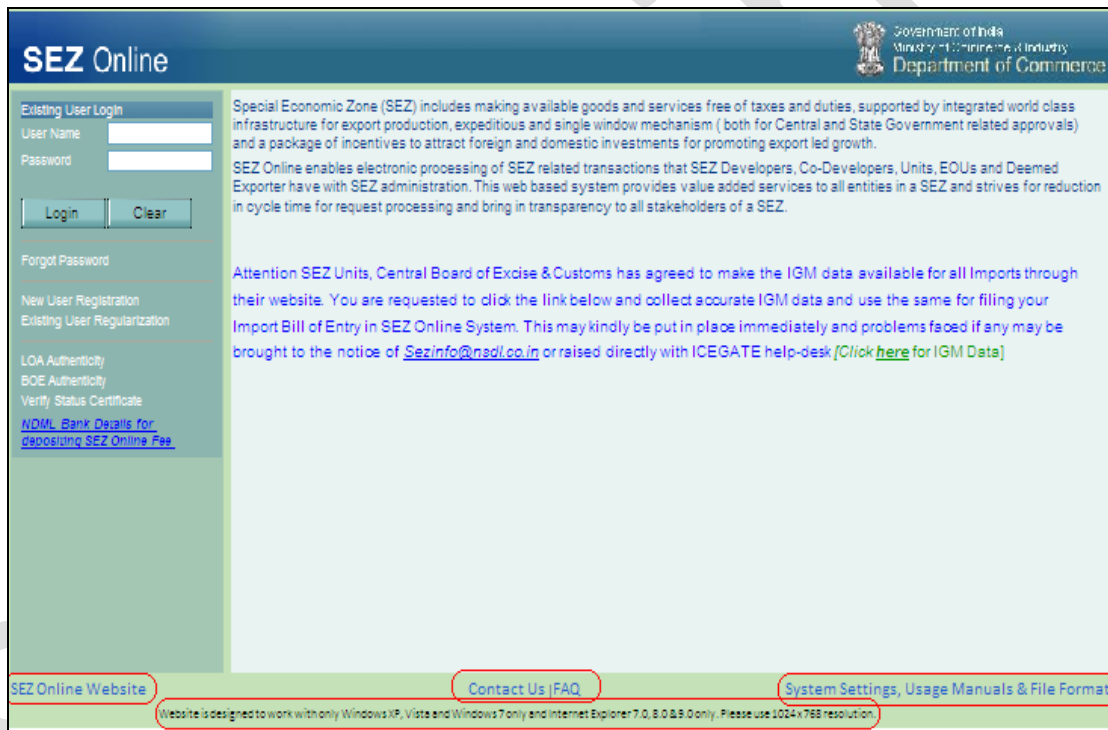 SEZ Online
Government of India
Ministry of Commerce & Industry
Department of Commerce
Existing User Login
User Name
Password
Login Clear
Forgot Password
New User Registration
Existing User Regularization
LOA Authenticity
BOE Authenticity
Verify Status Certificate
NDML Bank Details for
depositing SEZ Online Fee
Special Economic Zone (SEZ) includes making available goods and services free of taxes and duties, supported by integrated world class
infrastructure for export production, expeditious and single window mechanism ( both for Central and State Government related approvals)
and a package of incentives to attract foreign and domestic investments for promoting export led growth.
SEZ Online enables electronic processing of SEZ related transactions that SEZ Developers, Co-Developers, Units, EOUs and Deemed
Exporter have with SEZ administration. This web based system provides value added services to all entities in a SEZ and strives for reduction
in cycle time for request processing and bring in transparency to all stakeholders of a SEZ.
Attention SEZ Units, Central Board of Excise & Customs has agreed to make the IGM data available for all Imports through
their website. You are requested to click the link below and collect accurate IGM data and use the same for filing your
Import Bill of Entry in SEZ Online System. This may kindly be put in place immediately and problems faced if any may be
brought to the notice of Sezinfo@nsdl.co.in or raised directly with ICEGATE help-desk [Click here for IGM Data]
SEZ Online Website Contact Us |FAQ System Settings, Usage Manuals & File Format
Website is designed to work with only Windows XP, Vista and Windows 7 only and Internet Explorer 7.0, 8.0 & 9.0 only. Please use 1024 x 768 resolution.